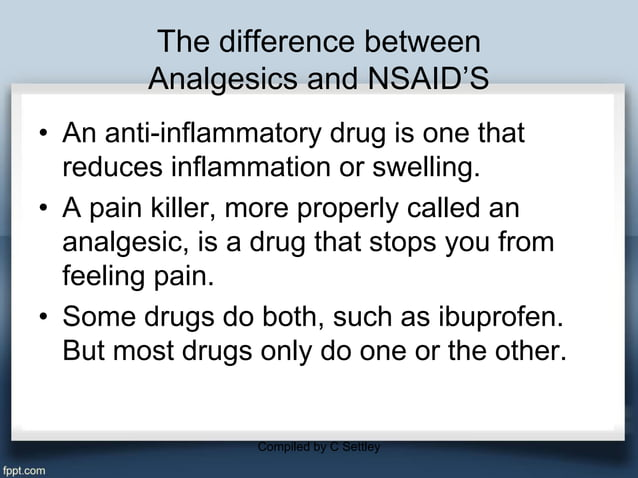 The difference between
Analgesics and NSAID’S
• An anti-inflammatory drug is one that
reduces inflammation or swelling.
• A pain killer, more properly called an
analgesic, is a drug that stops you from
feeling pain.
• Some drugs do both, such as ibuprofen.
But most drugs only do one or the other.
Compiled by C Settley
fppt.com